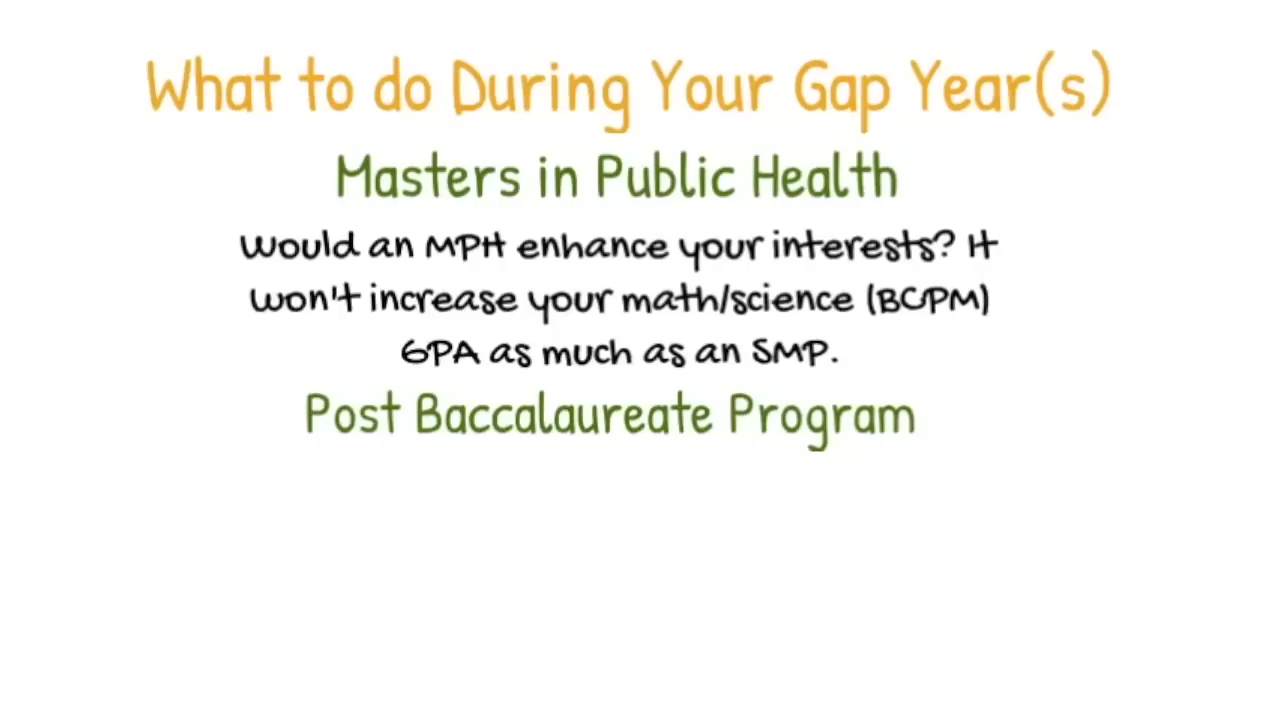 What to do During Your Gap Year(s)
Masters in Public Health
Would an MPH enhance your interests? It
won't increase your math/science (BCPM)
GPA as much as an SMP.
Post Baccalaureate Program